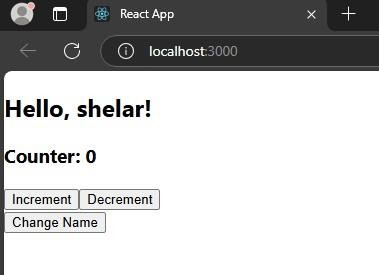 React App
localhost:3000
Hello, shelar!
Counter: 0
Increment Decrement
Change Name